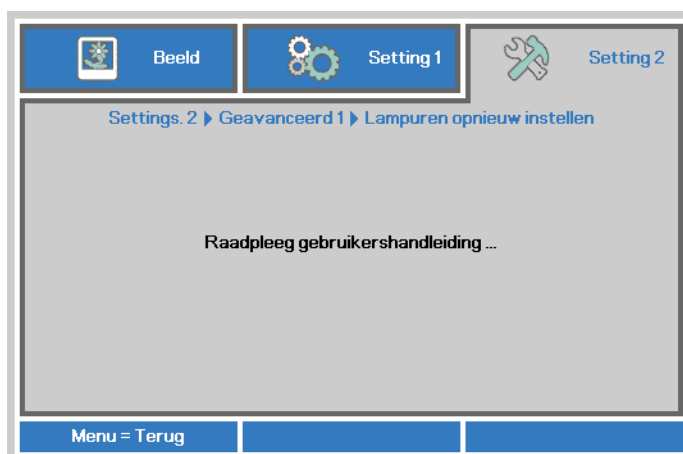 Beeld
Setting 1
Setting 2
Settings. 2 Geavanceerd 1 Lampuren opnieuw instellen
Raadpleeg gebruikershandleiding ...
Menu = Terug